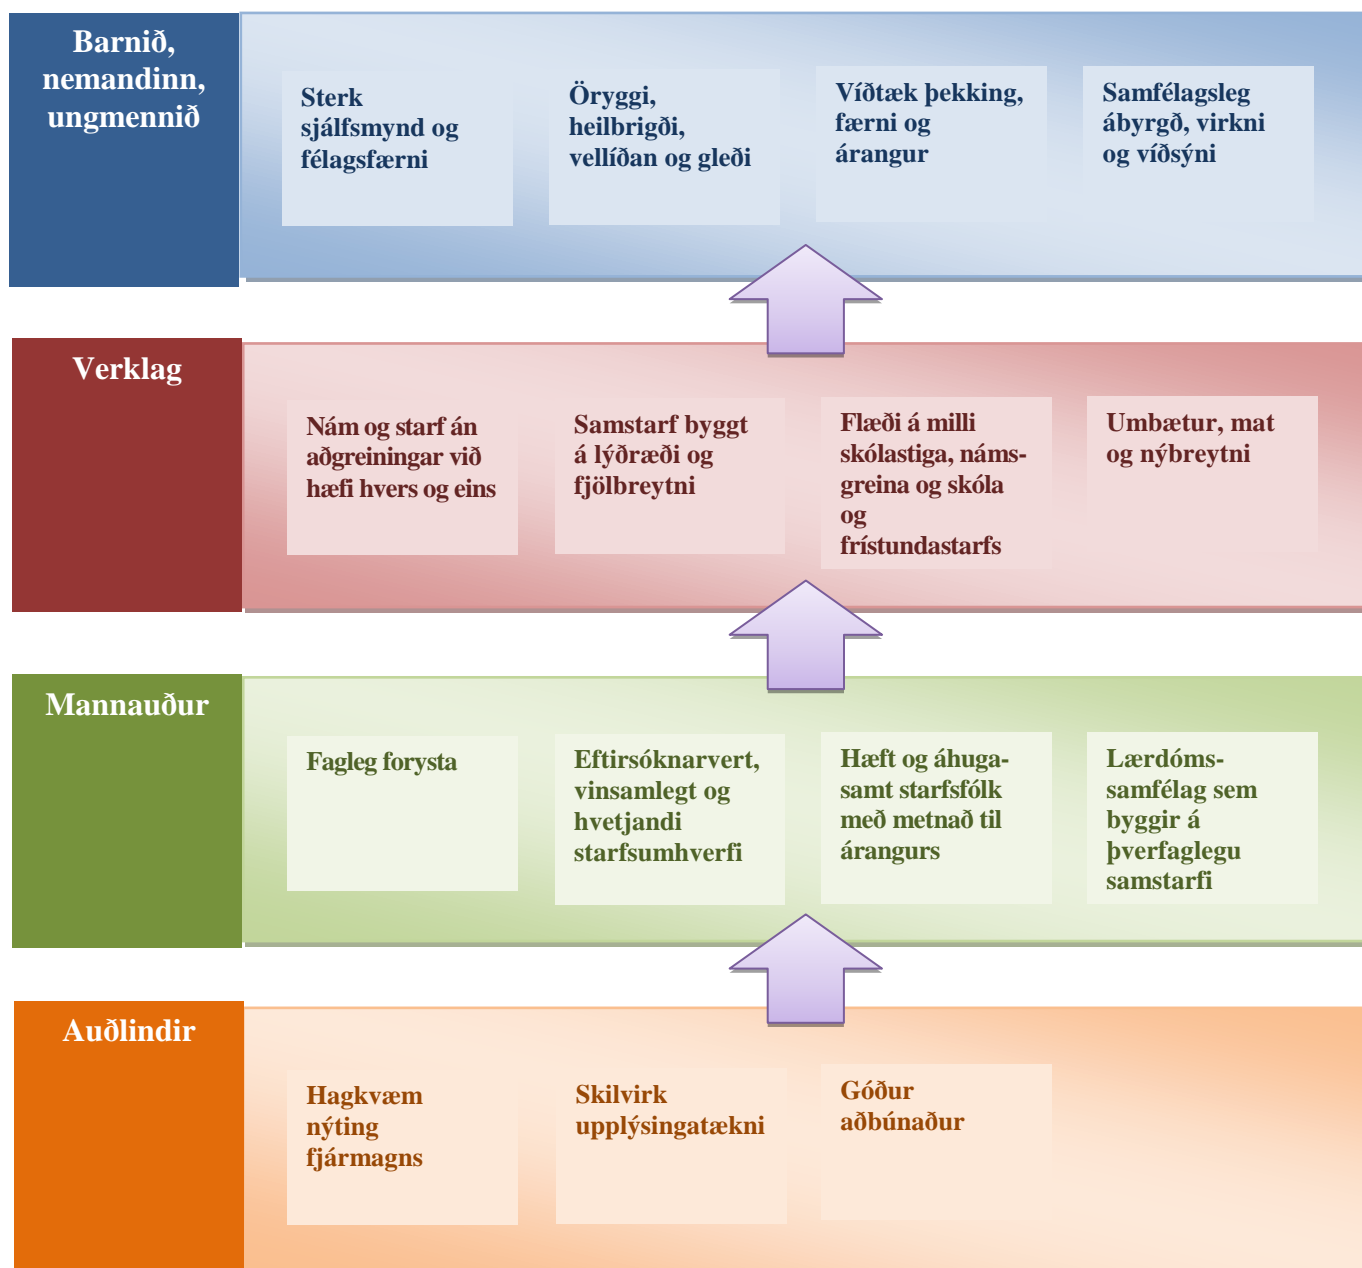 Barnið,
nemandinn,
ungmennið
Sterk
sjálfsmynd og
félagsfærni
Öryggi,
heilbrigði,
vellíðan og gleði
Víðtæk þekking,
færni og
árangur
Samfélagsleg
ábyrgð, virkni
og víðsýni
Verklag
Nám og starf án
aðgreiningar við
hæfi hvers og eins
Samstarf byggt
á lýðræði og
fjölbreytni
Flæði á milli
skólastiga, náms-
greina og skóla
og
frístundastarfs
Umbætur, mat
og nýbreytni
Mannauður
Fagleg forysta
Eftirsóknarvert,
vinsamlegt og
hvetjandi
starfsumhverfi
Hæft og áhuga-
samt starfsfólk
með metnað til
árangurs
Lærdóms-
samfélag sem
byggir á
þverfaglegu
samstarfi
Auðlindir
Hagkvæm
nýting
fjármagns
Skilvirk
upplýsingatækni
Góður
aðbúnaður